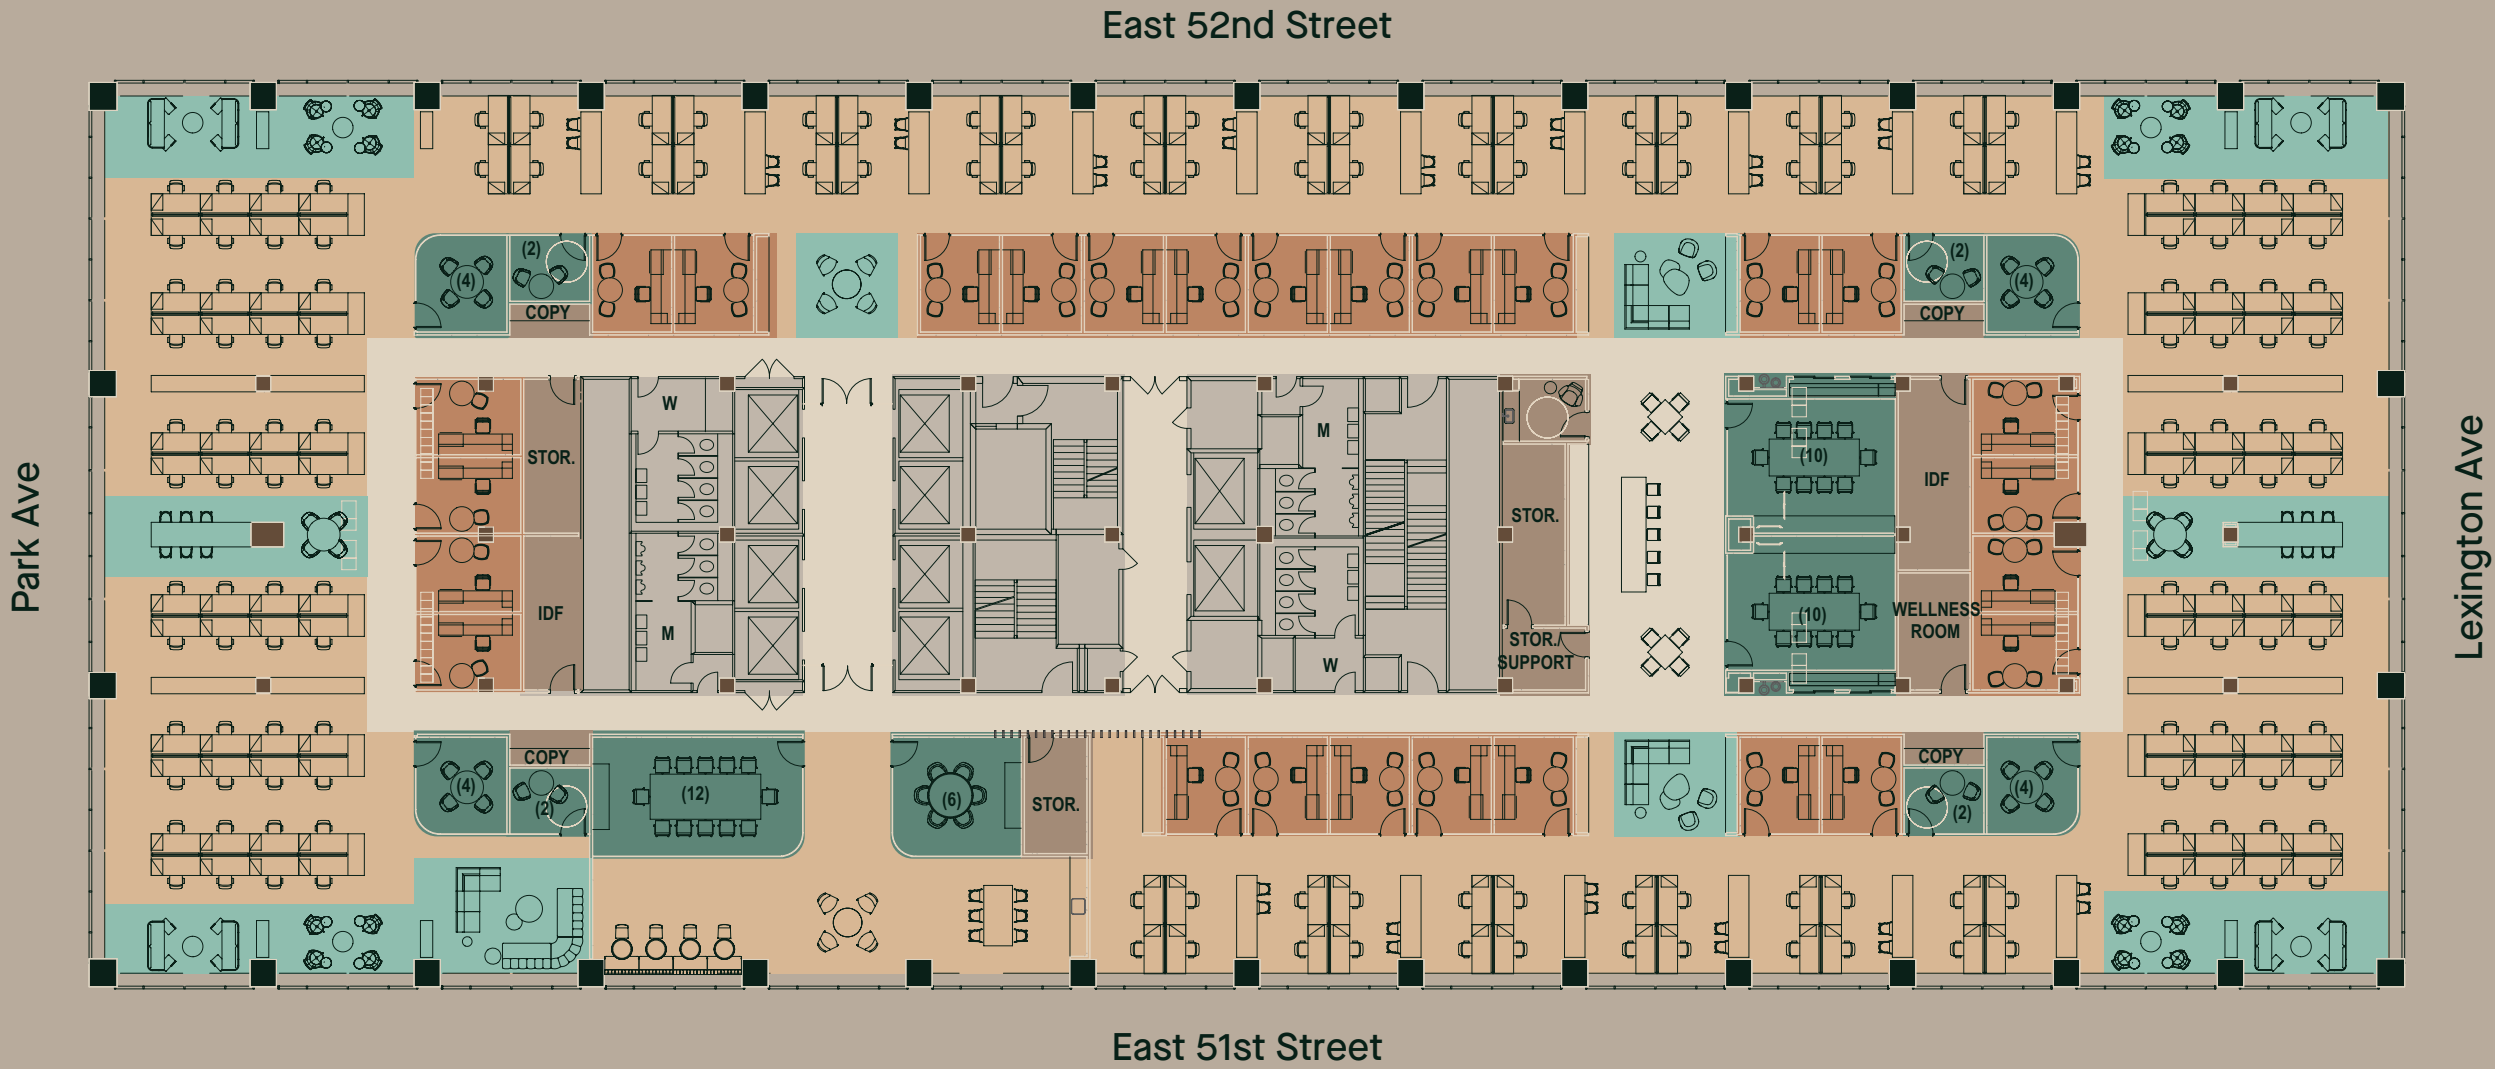 East 52nd Street
(2)
(2)
(4)
(4)
COPY
COPY
W
M
STOR.
(10)
IDF
Park Ave
Lexington Ave
STOR.
IDF
(10)
WELLNESS
ROOM
M
STOR./
SUPPORT
W
COPY
COPY
(4)
(12)
(6)
(4)
(2)
STOR.
(2)
East 51st Street